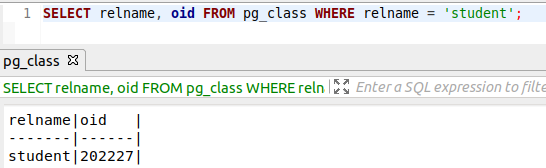 1 SELECT relname, oid FROM pg_class WHERE relname = 'student';
pg_class
SELECT relname, oid FROM pg_class WHERE reln Enter a SQL expression to filte
relname|oid   |
-------|------|
student|202227|